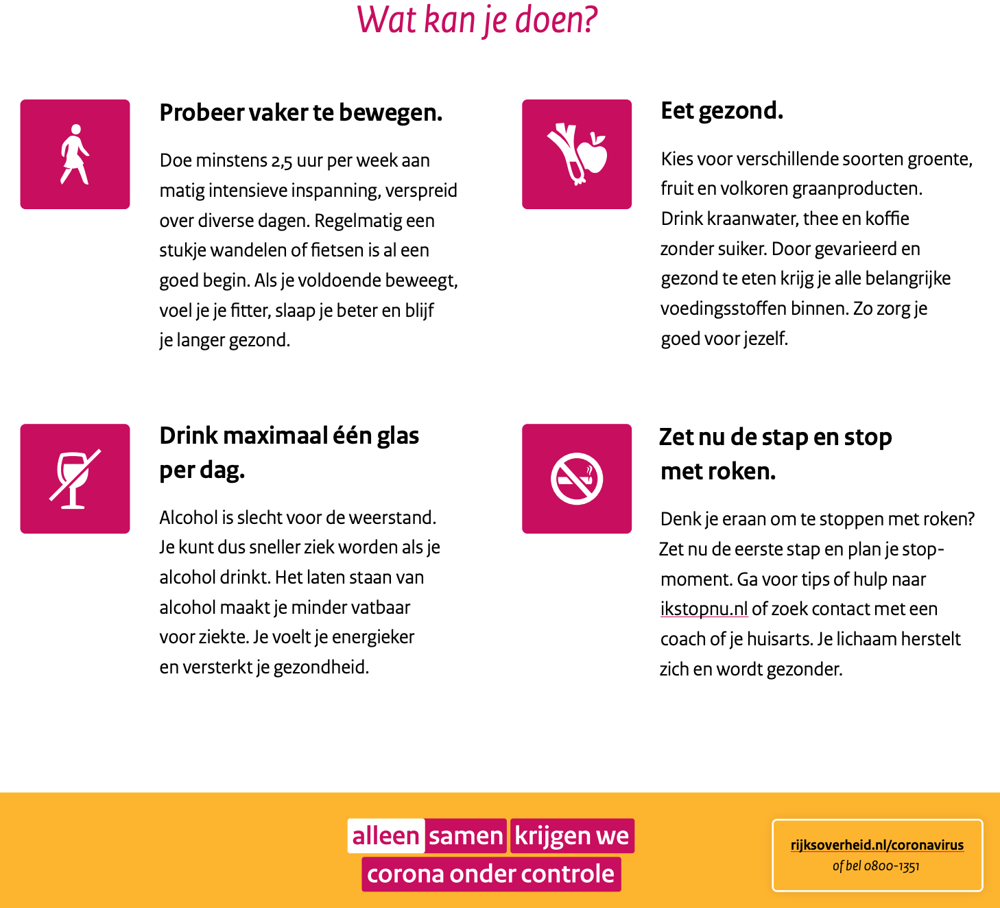 Wat kan je doen?
Probeer vaker te bewegen.
Doe minstens 2,5 uur per week aan
matig intensieve inspanning, verspreid
over diverse dagen. Regelmatig een
stukje wandelen of fietsen is al een
goed begin. Als je voldoende beweegt,
voel je je fitter, slaap je beter en blijf
je langer gezond.
Eet gezond.
Kies voor verschillende soorten groente,
fruit en volkoren graanproducten.
Drink kraanwater, thee en koffie
zonder suiker. Door gevarieerd en
gezond te eten krijg je alle belangrijke
voedingsstoffen binnen. Zo zorg je
goed voor jezelf.
Drink maximaal één glas
per dag.
Alcohol is slecht voor de weerstand.
Je kunt dus sneller ziek worden als je
alcohol drinkt. Het laten staan van
alcohol maakt je minder vatbaar
voor ziekte. Je voelt je energieker
en versterkt je gezondheid.
Zet nu de stap en stop
met roken.
Denk je eraan om te stoppen met roken?
Zet nu de eerste stap en plan je stop-
moment. Ga voor tips of hulp naar
ikstopnu.nl of zoek contact met een
coach of je huisarts. Je lichaam herstelt
zich en wordt gezonder.
alleen samen krijgen we
corona onder controle
rijksoverheid.nl/coronavirus
of bel 0800-1351